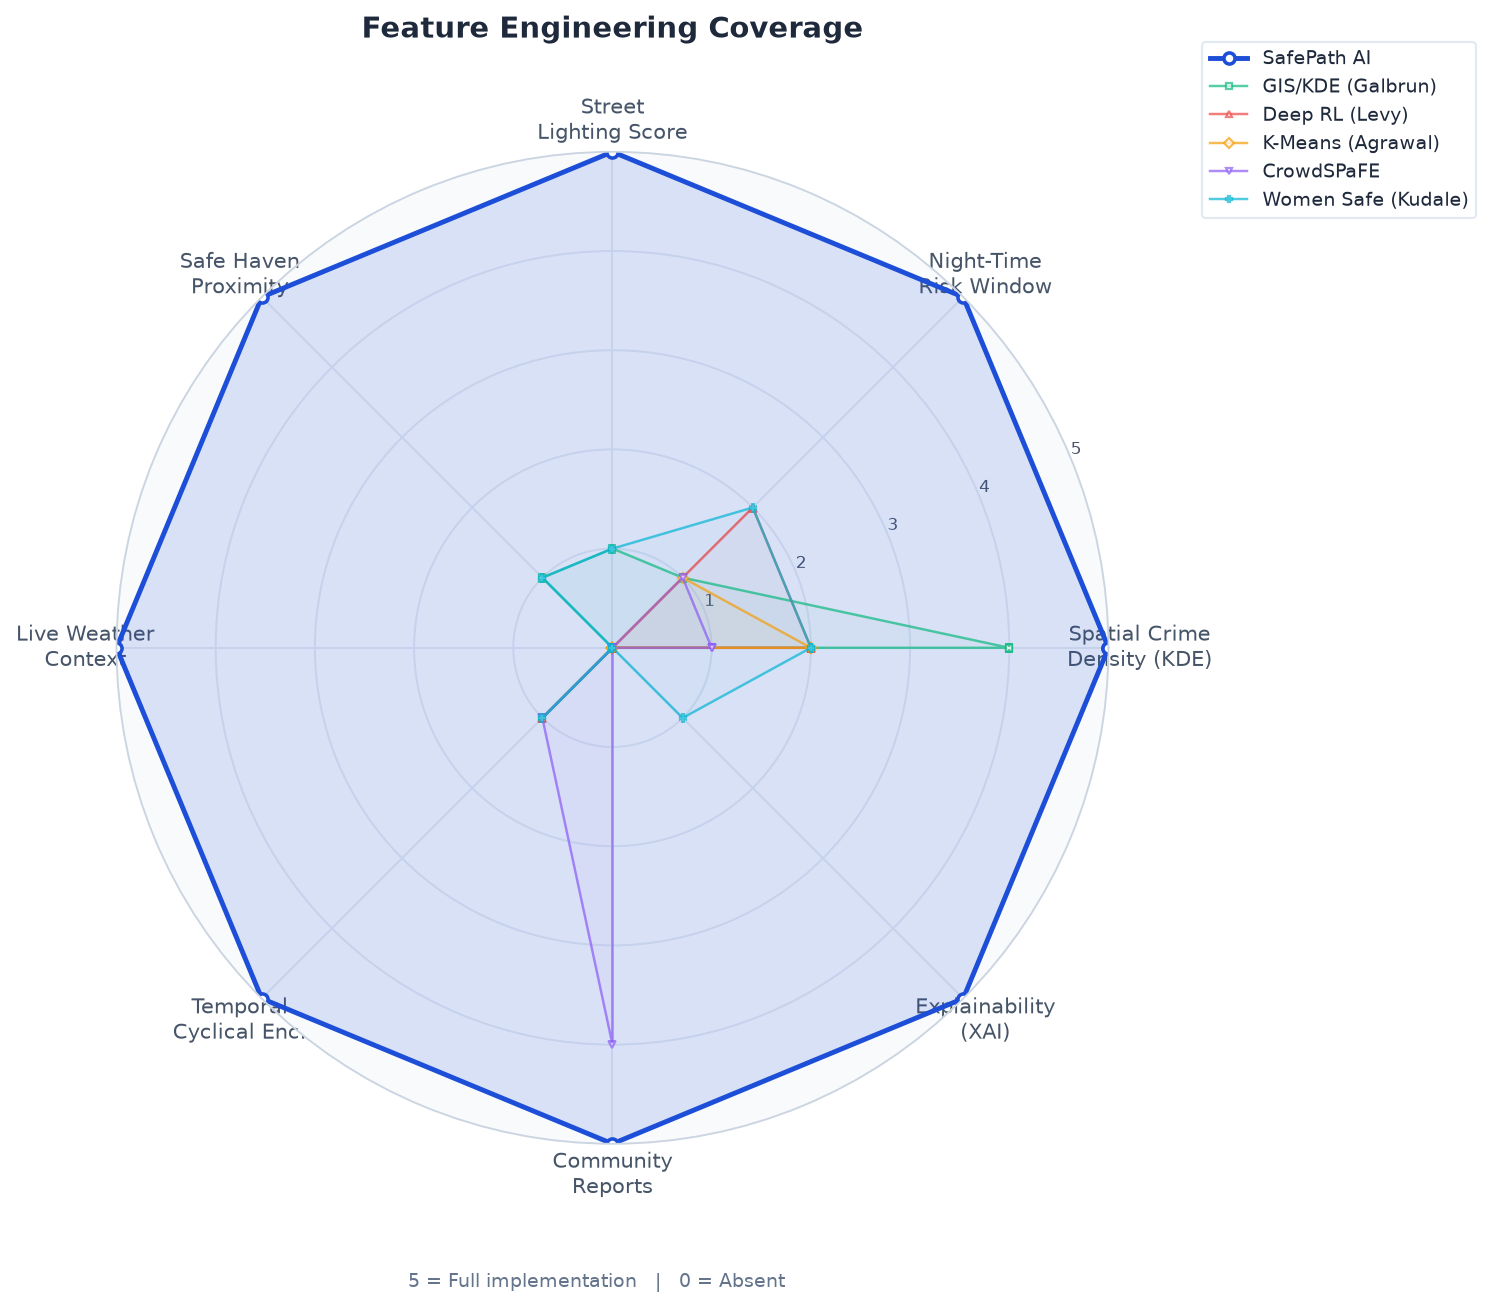 Feature Engineering Coverage
SafePath AI
GIS/KDE (Galbrun)
Deep RL (Levy)
K-Means (Agrawal)
CrowdSPaFE
Women Safe (Kudale)
Street
Lighting Score
Safe Haven
Proximity
Night-Time
Risk Window
5
4
3
2
1
Live Weather
Context
Spatial Crime
Density (KDE)
Temporal
Cyclical Enc.
Explainability
(XAI)
Community
Reports
5 = Full implementation | 0 = Absent